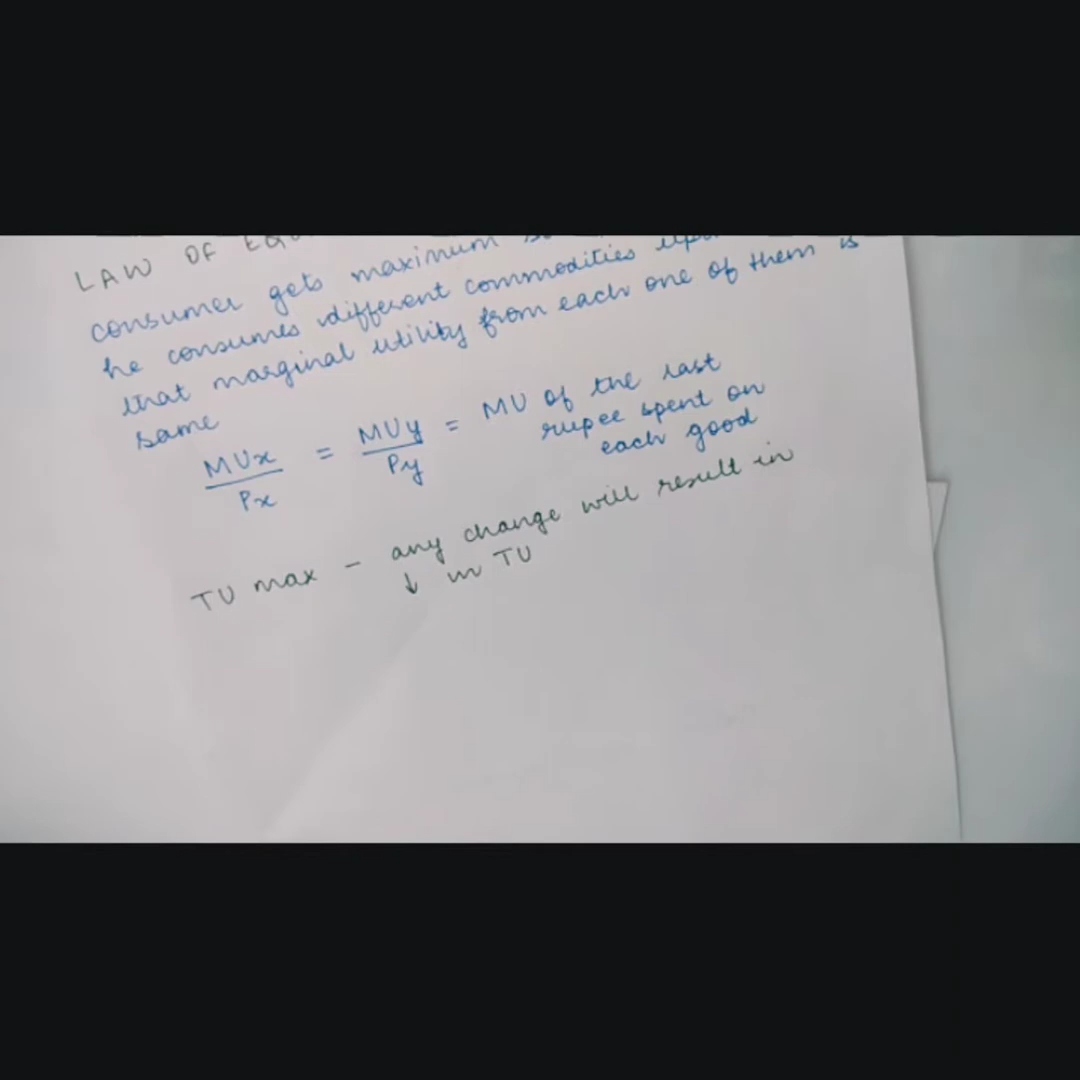 LAW OF
consumer gets maximum
he consumes different commodities
that marginal utility from each one of them is
same
MUx / Px = MUy / Py = MU of the last
rupee spent on
each good
TU max - any change will result in
↓ in TU